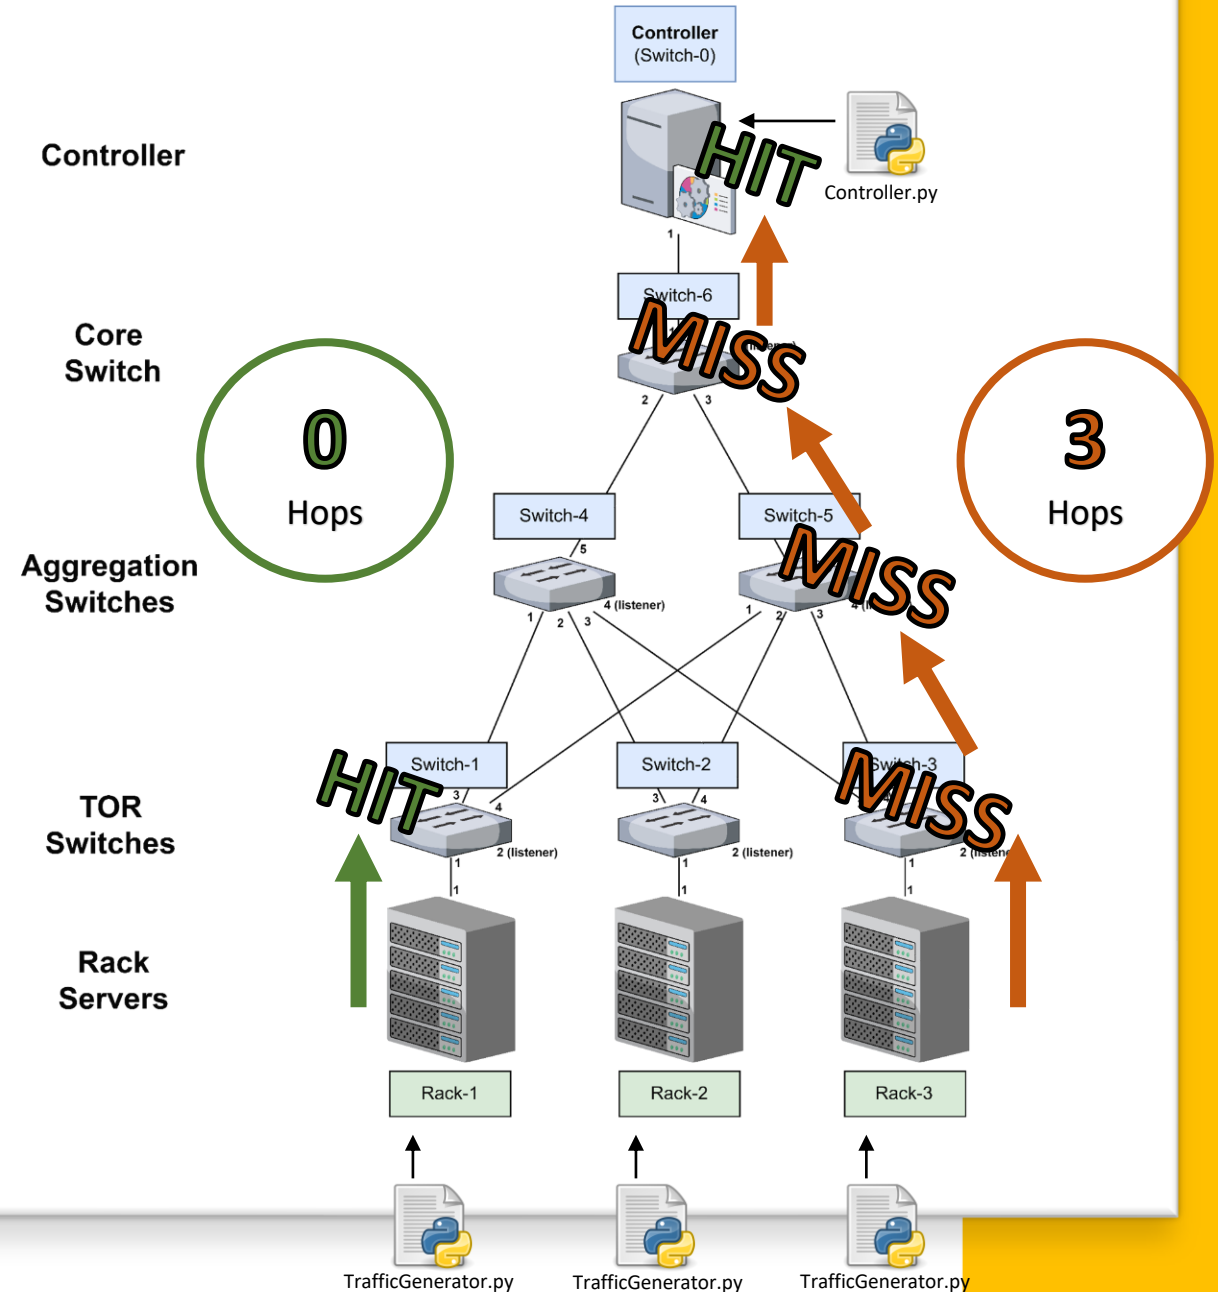 Controller
(Switch-0)
Controller
HIT
Controller.py
1
Switch-6
Core
Switch
MISS
2
3
0
Hops
3
Hops
Switch-4
Switch-5
5
MISS
Aggregation
Switches
4 (listener)
1
2
3
1
2
3
Switch-1
Switch-2
Switch-3
HIT
MISS
3
4
3
4
TOR
Switches
2 (listener)
2 (listener)
1
1
1
1
1
1
Rack
Servers
Rack-1
Rack-2
Rack-3
TrafficGenerator.py
TrafficGenerator.py
TrafficGenerator.py